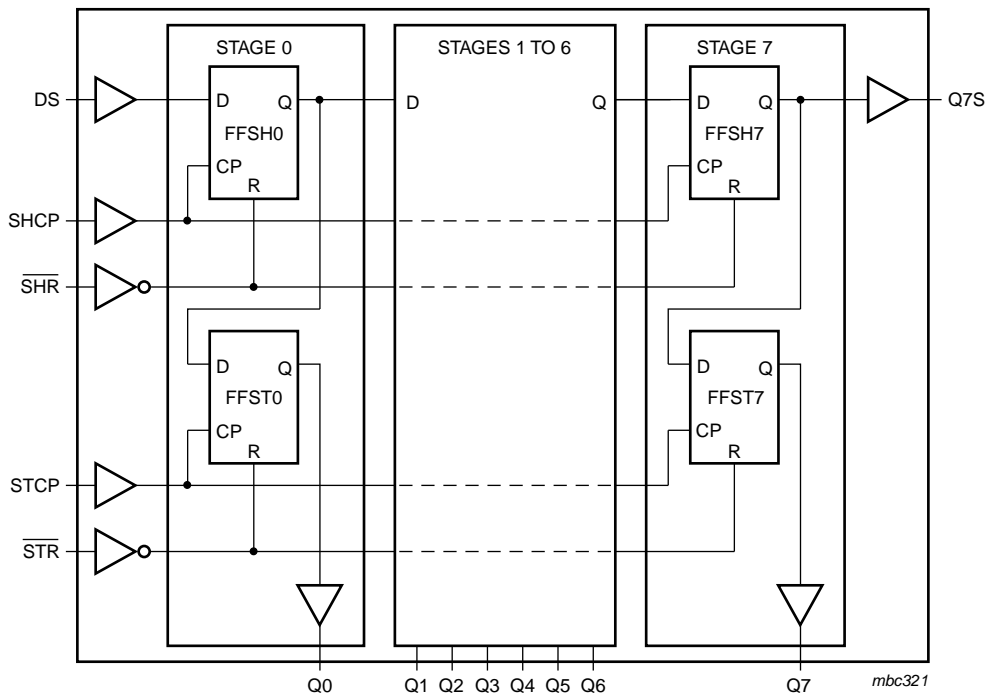 STAGE 0
STAGES 1 TO 6
STAGE 7
DS
D
Q
FFSH0
CP
R
D
Q
D
Q
FFSH7
CP
R
Q7S
SHCP
SHR
D
Q
FFST0
CP
R
D
Q
FFST7
CP
R
STCP
STR
Q0
Q1 Q2 Q3 Q4 Q5 Q6
Q7
mbc321